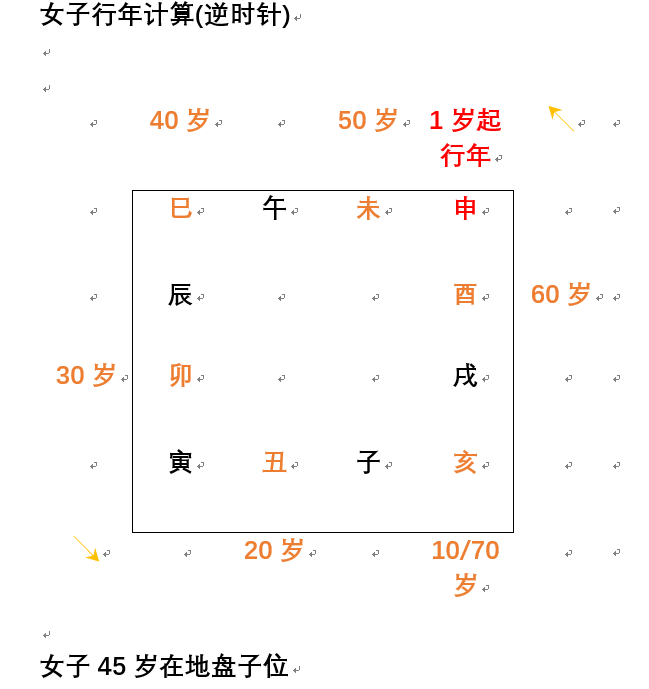 女子行年计算(逆时针)
40 岁 50 岁 1 岁起
行年
巳 午 未 申
辰 酉 60 岁
30 岁 卯 戌
寅 丑 子 亥
20 岁 10/70
岁
女子 45 岁在地盘子位